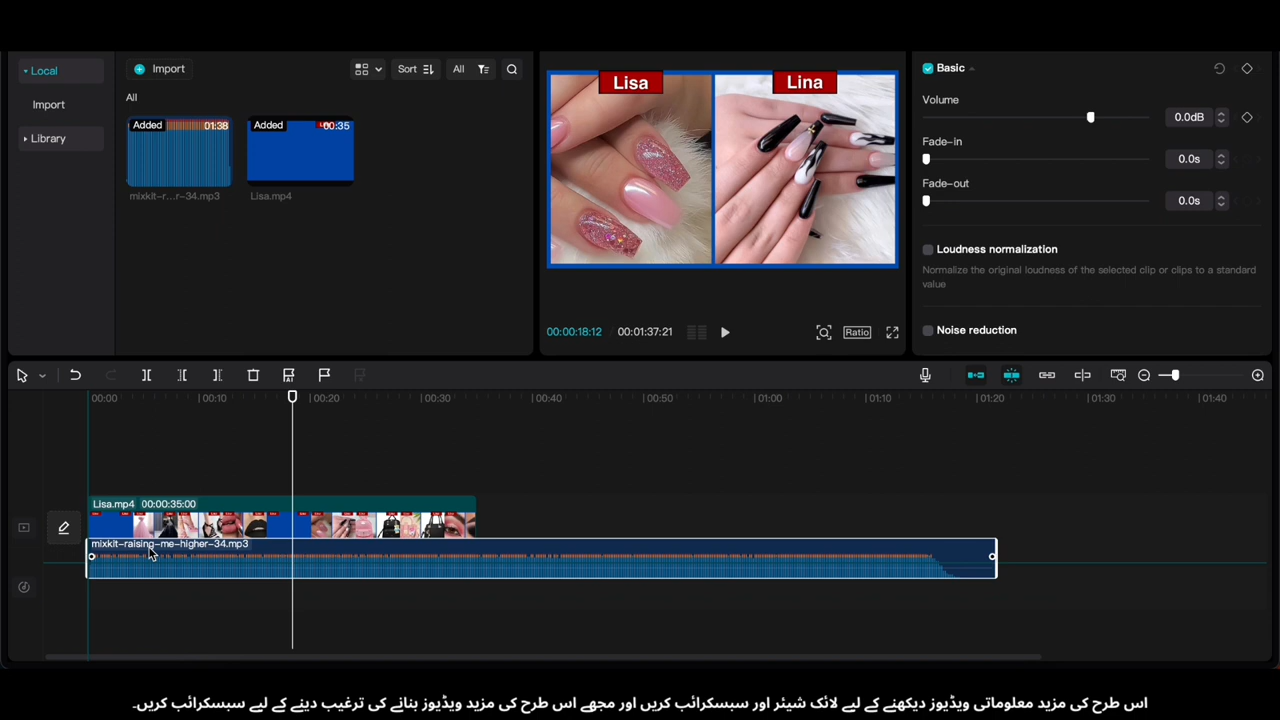 Local
Import
Library
Import
Sort
All
All
Added
01:38
mixkit-r...r-34.mp3
Added
00:35
Lisa.mp4
Lisa
Lina
00:00:18:12
00:01:37:21
Ratio
Basic
Volume
0.0dB
Fade-in
0.0s
Fade-out
0.0s
Loudness normalization
Normalize the original loudness of the selected clip or clips to a standard
value
Noise reduction
00:00
00:10
00:20
00:30
00:40
00:50
01:00
01:10
01:20
01:30
01:40
Lisa.mp4 00:00:35:00
mixkit-raising-me-higher-34.mp3
اس طرح کی مزید معلوماتی ویڈیوز دیکھنے کے لیے لائک شیئر اور سبسکرائب کریں اور مجھے اس طرح کی مزید ویڈیوز بنانے کی ترغیب دینے کے لیے سبسکرائب کریں۔